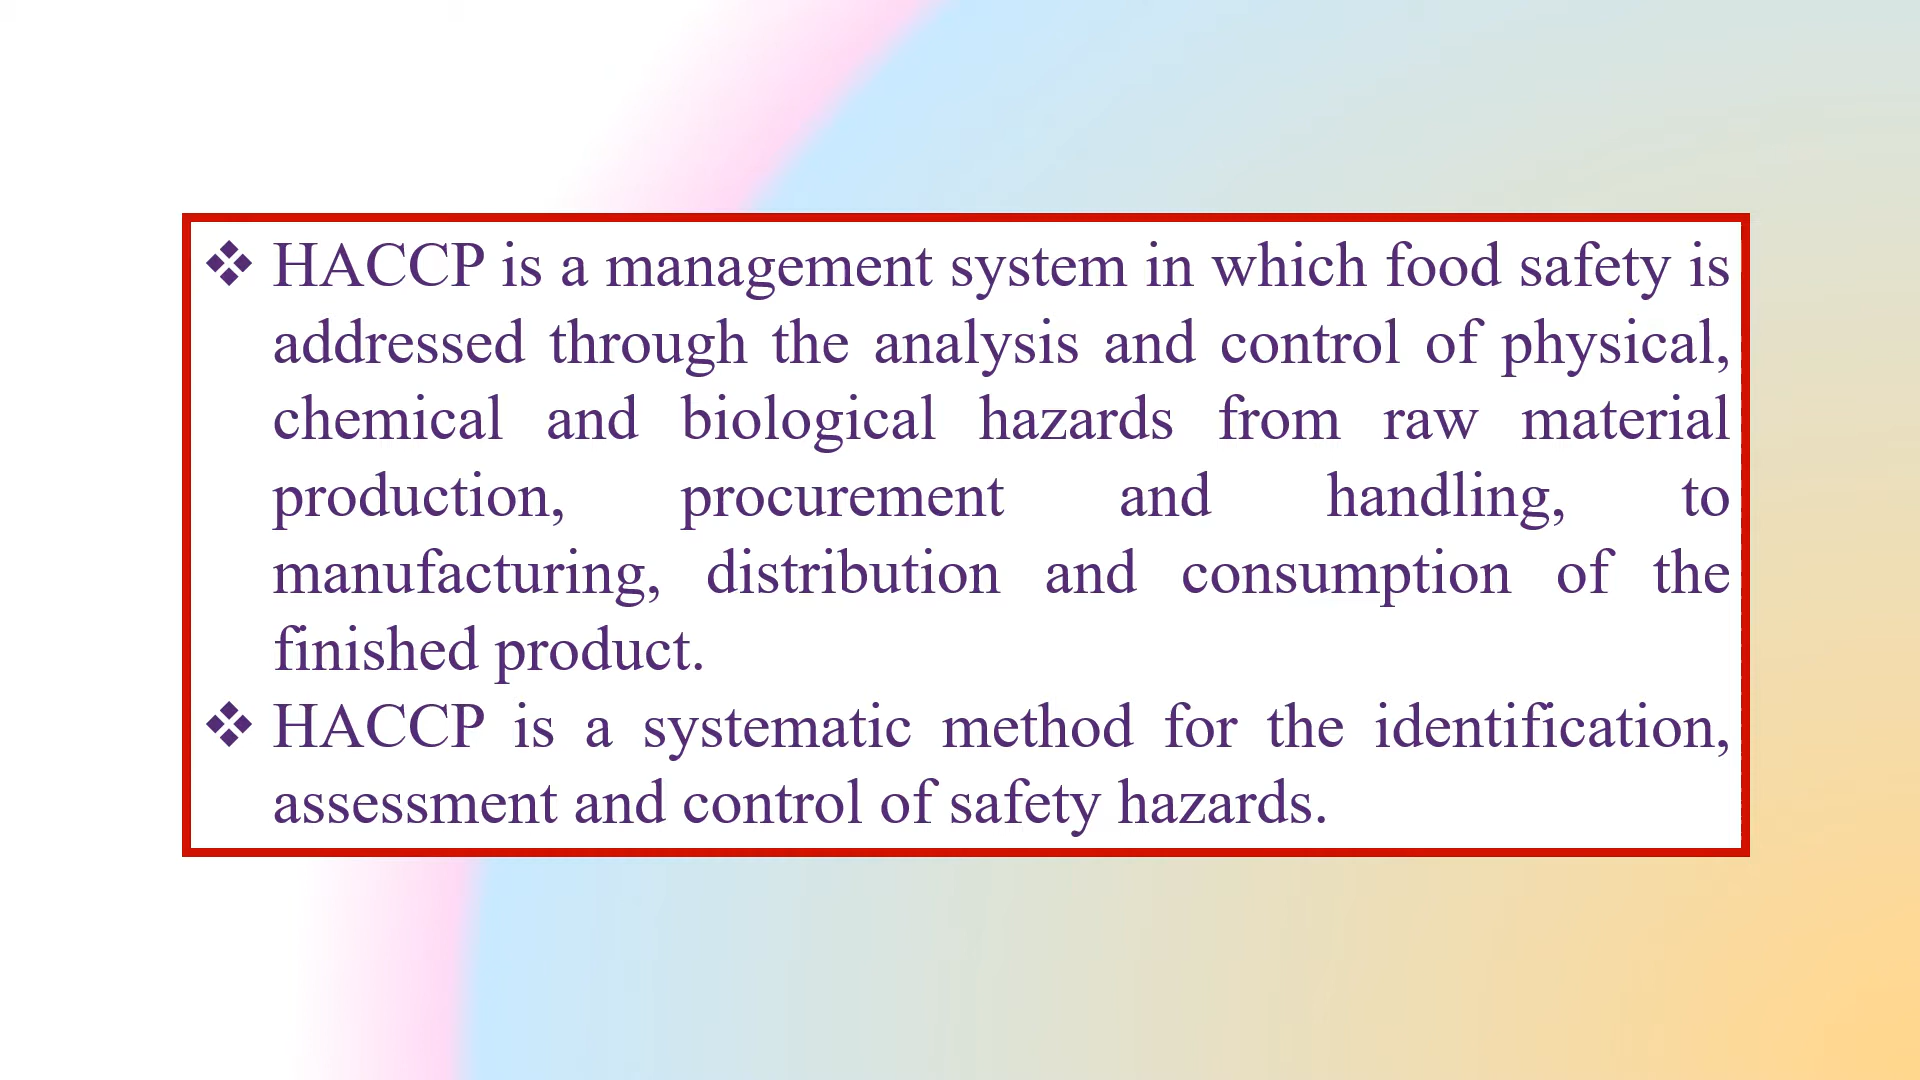 ❖ HACCP is a management system in which food safety is
addressed through the analysis and control of physical,
chemical and biological hazards from raw material
production, procurement and handling, to
manufacturing, distribution and consumption of the
finished product.
❖ HACCP is a systematic method for the identification,
assessment and control of safety hazards.